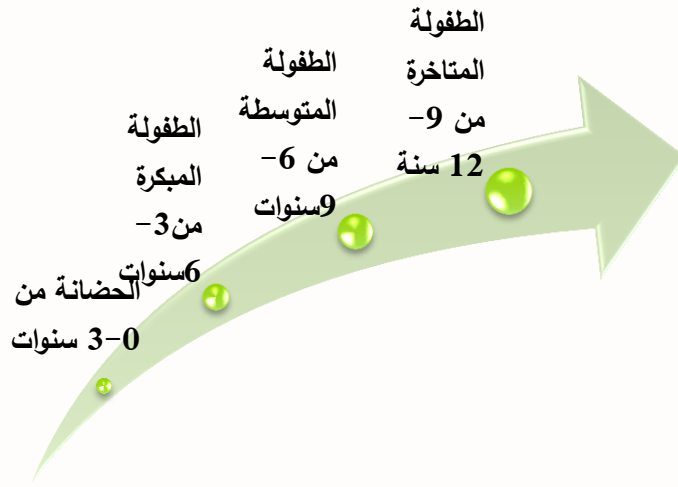 الطفولة
المتاخرة
من 9-
12 سنة
الطفولة
المتوسطة
من 6-
9سنوات
الطفولة
المبكرة
من3-
6سنوات
الحضانة من
0-3 سنوات